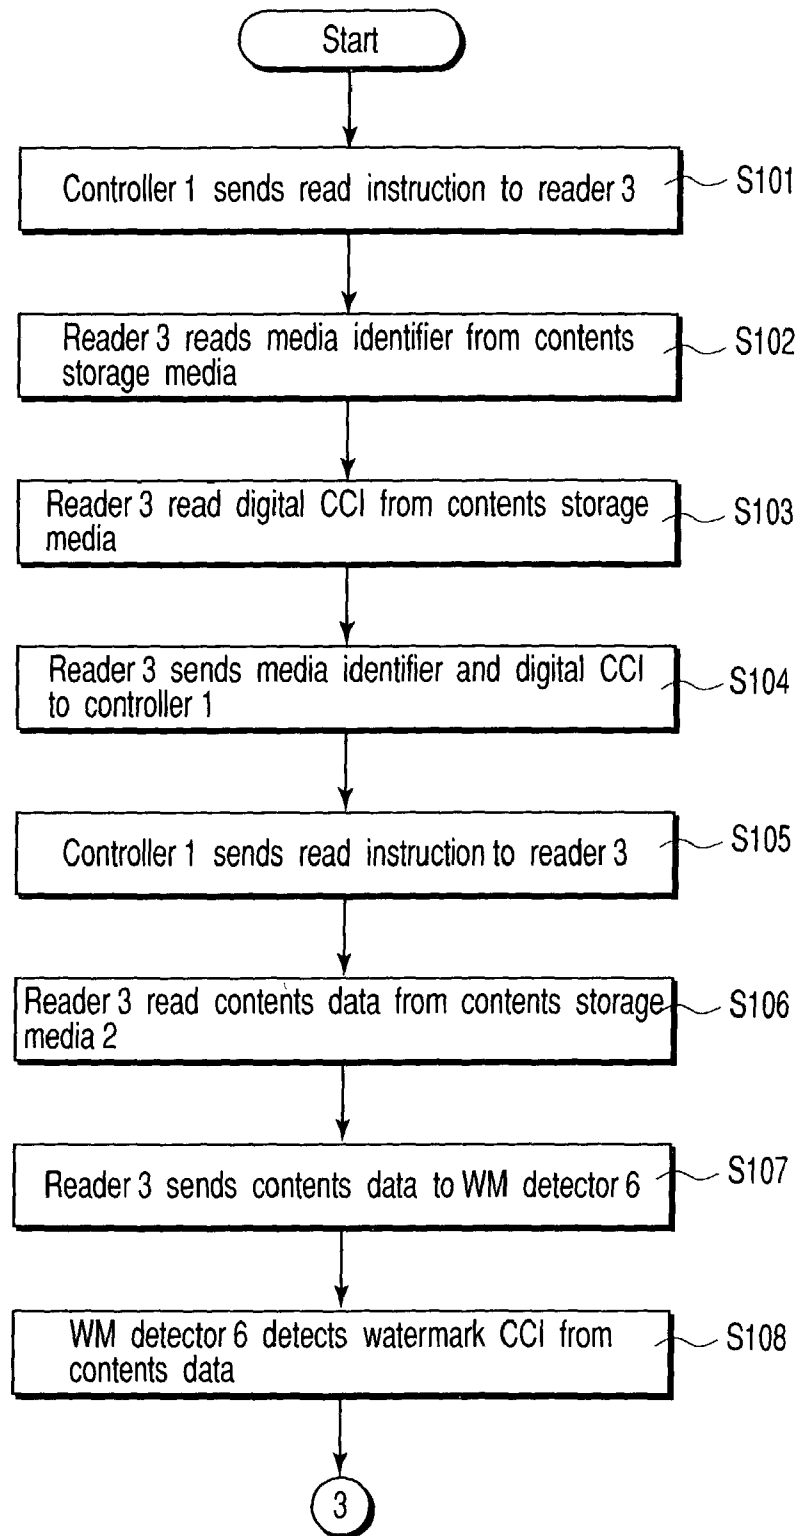 Start
Controller 1 sends read instruction to reader 3
S101
Reader 3 reads media identifier from contents
storage media
S102
Reader 3 read digital CCI from contents storage
media
S103
Reader 3 sends media identifier and digital CCI
to controller 1
S104
Controller 1 sends read instruction to reader 3
S105
Reader 3 read contents data from contents storage
media 2
S106
Reader 3 sends contents data to WM detector 6
S107
WM detector 6 detects watermark CCI from
contents data
S108
3